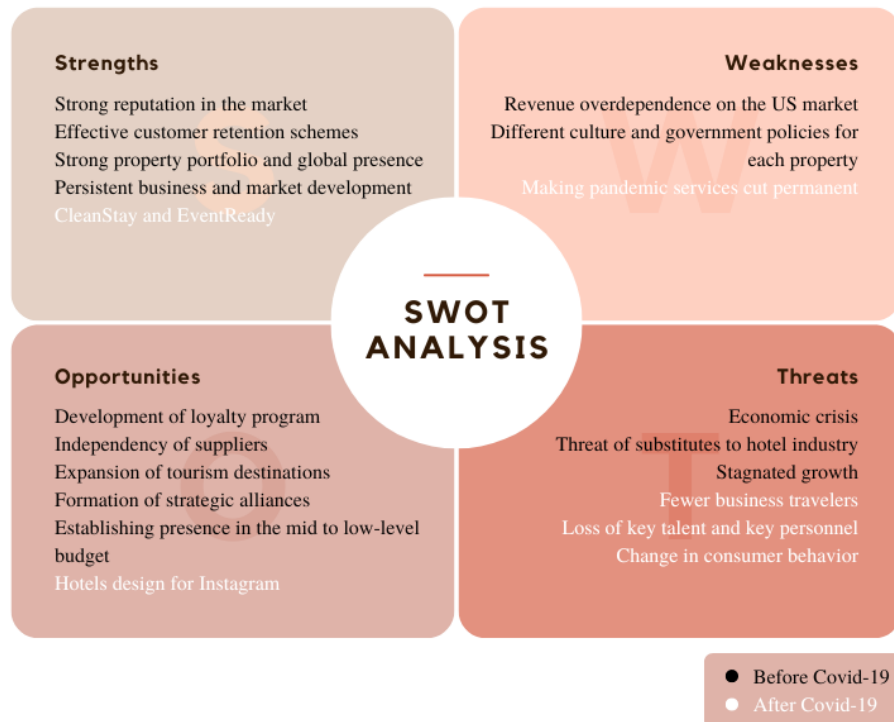 Strengths
Strong reputation in the market
Effective customer retention schemes
Strong property portfolio and global presence
Persistent business and market development
CleanStay and EventReady
Weaknesses
Revenue overdependence on the US market
Different culture and government policies for
each property
Making pandemic services cut permanent
SWOT
ANALYSIS
Opportunities
Development of loyalty program
Independency of suppliers
Expansion of tourism destinations
Formation of strategic alliances
Establishing presence in the mid to low-level
budget
Hotels design for Instagram
Threats
Economic crisis
Threat of substitutes to hotel industry
Stagnated growth
Fewer business travelers
Loss of key talent and key personnel
Change in consumer behavior
S
W
O
T
Before Covid-19
After Covid-19